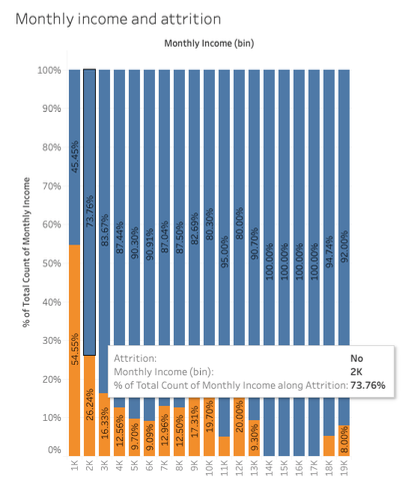 Monthly income and attrition
Monthly Income (bin)
100%
90%
80%
70%
60%
50%
40%
30%
20%
10%
0%
% of Total Count of Monthly Income
45.45%
73.76%
83.67%
87.44%
90.30%
90.91%
87.04%
87.50%
82.69%
80.30%
95.00%
80.00%
90.70%
100.00%
100.00%
100.00%
100.00%
94.74%
92.00%
54.55%
26.24%
16.33%
12.56%
9.70%
9.09%
12.96%
12.50%
17.31%
19.70%
20.00%
9.30%
8.00%
Attrition: No
Monthly Income (bin): 2K
% of Total Count of Monthly Income along Attrition: 73.76%
1K
2K
3K
4K
5K
6K
7K
8K
9K
10K
11K
12K
13K
14K
15K
16K
17K
18K
19K